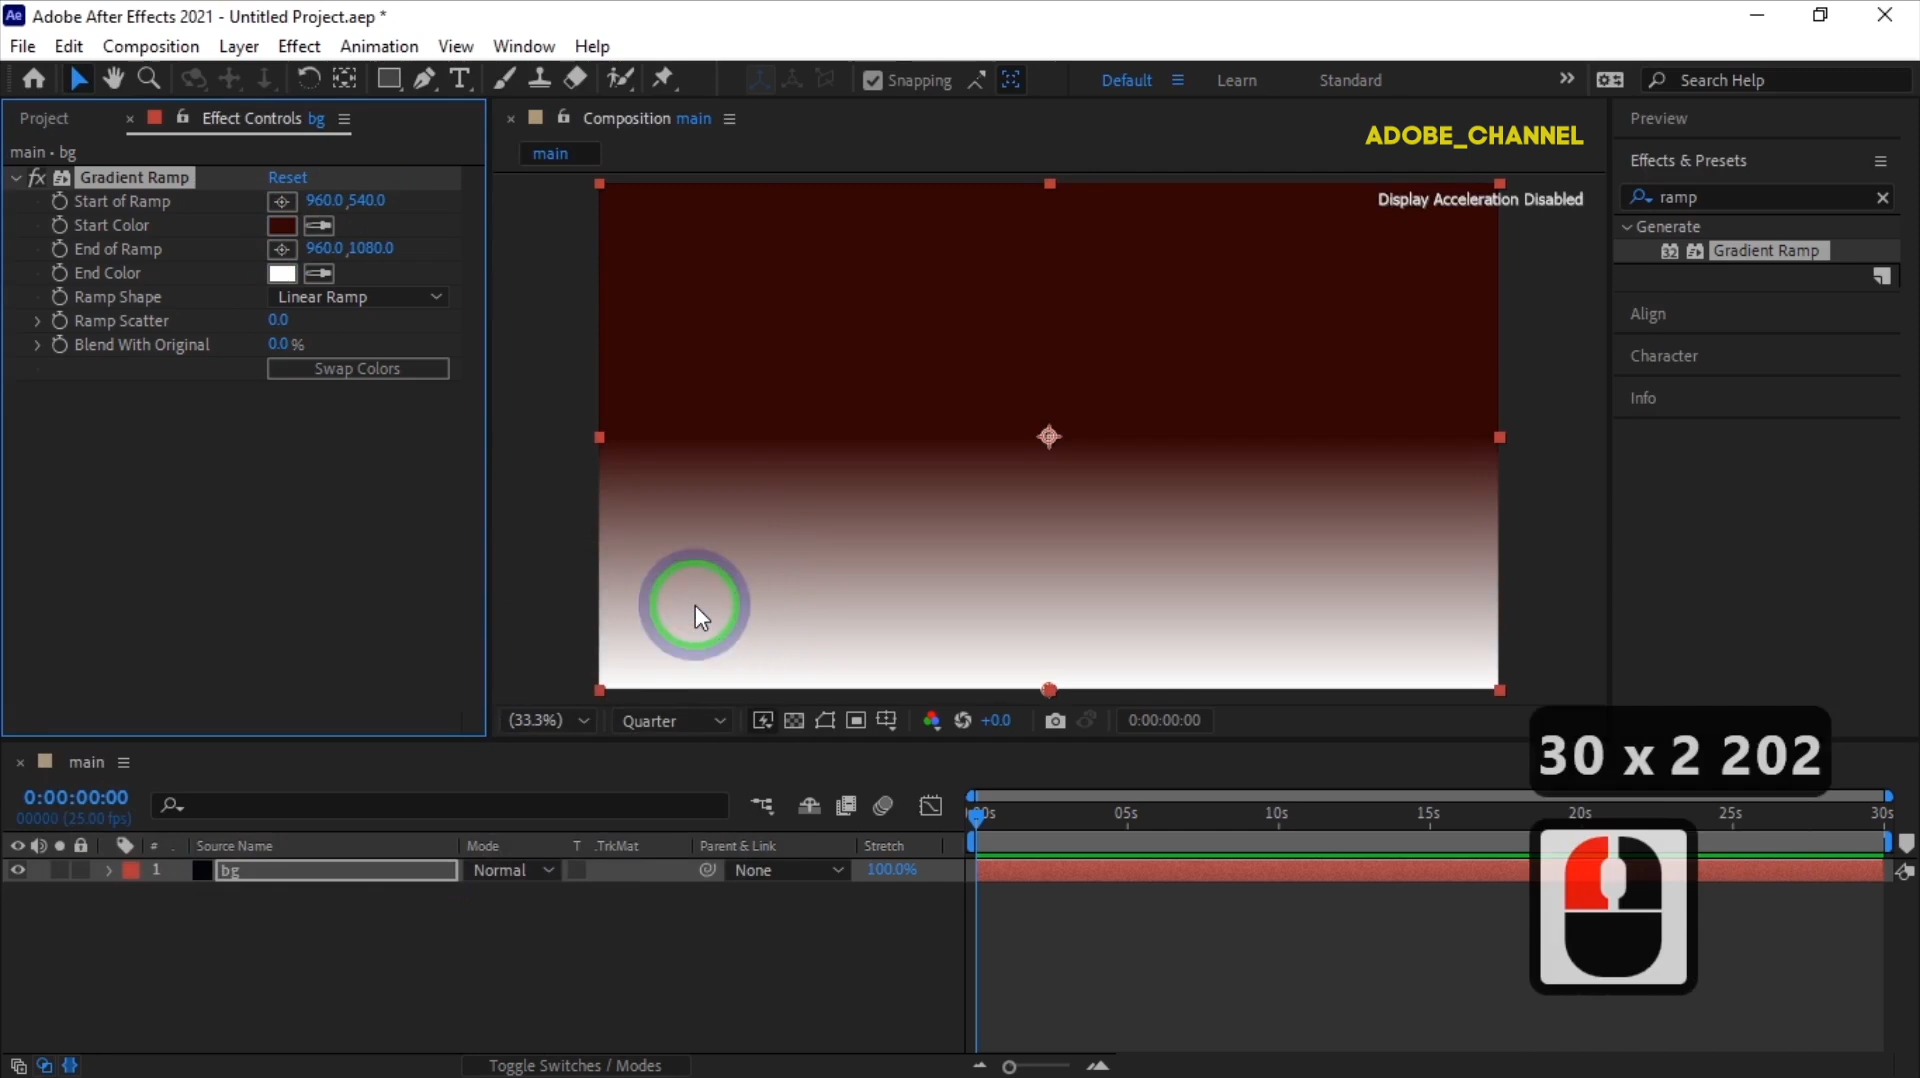 Ae Adobe After Effects 2021 - Untitled Project.aep *
File Edit Composition Layer Effect Animation View Window Help
T Snapping Default Learn Standard Search Help
Project × Effect Controls bg × Composition main Preview
ADOBE_CHANNEL
main • bg main Effects & Presets
fx Gradient Ramp Reset
Start of Ramp 960.0 ,540.0 Display Acceleration Disabled ramp
Start Color Generate
End of Ramp 960.0 ,1080.0 32 Gradient Ramp
End Color
Ramp Shape Linear Ramp
Align
Ramp Scatter 0.0
Blend With Original 0.0 %
Character
Swap Colors
Info
(33.3%) Quarter +0.0 0:00:00:00
30 x 2 202
× main
0:00:00:00
00000 (25.00 fps)
00s 05s 10s 15s 20s 25s 30s
# . Source Name Mode T .TrkMat Parent & Link Stretch
1 bg Normal None 100.0%
Toggle Switches / Modes